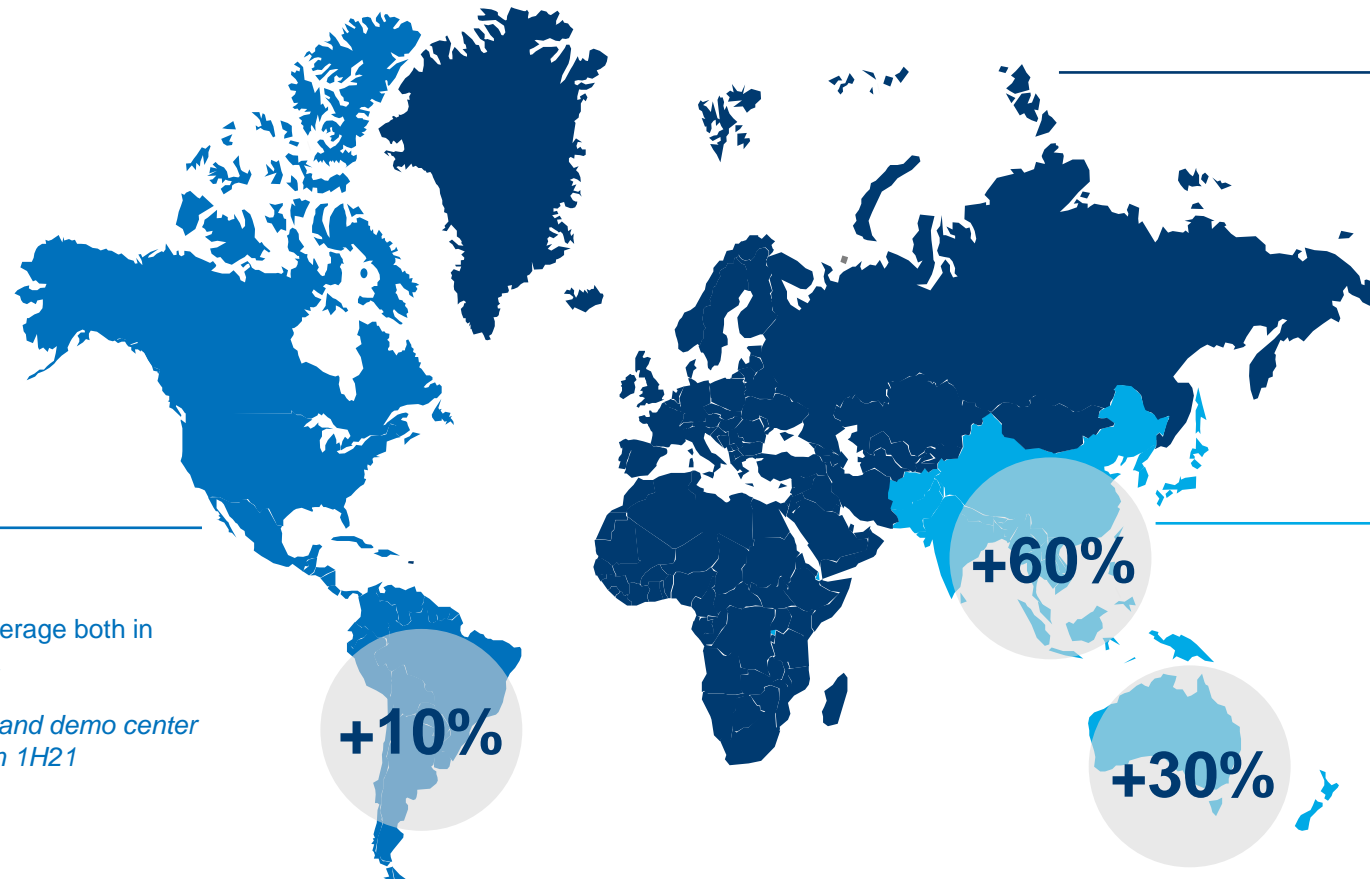 +60%
erage both in
and demo center
n 1H21
+10%
+30%